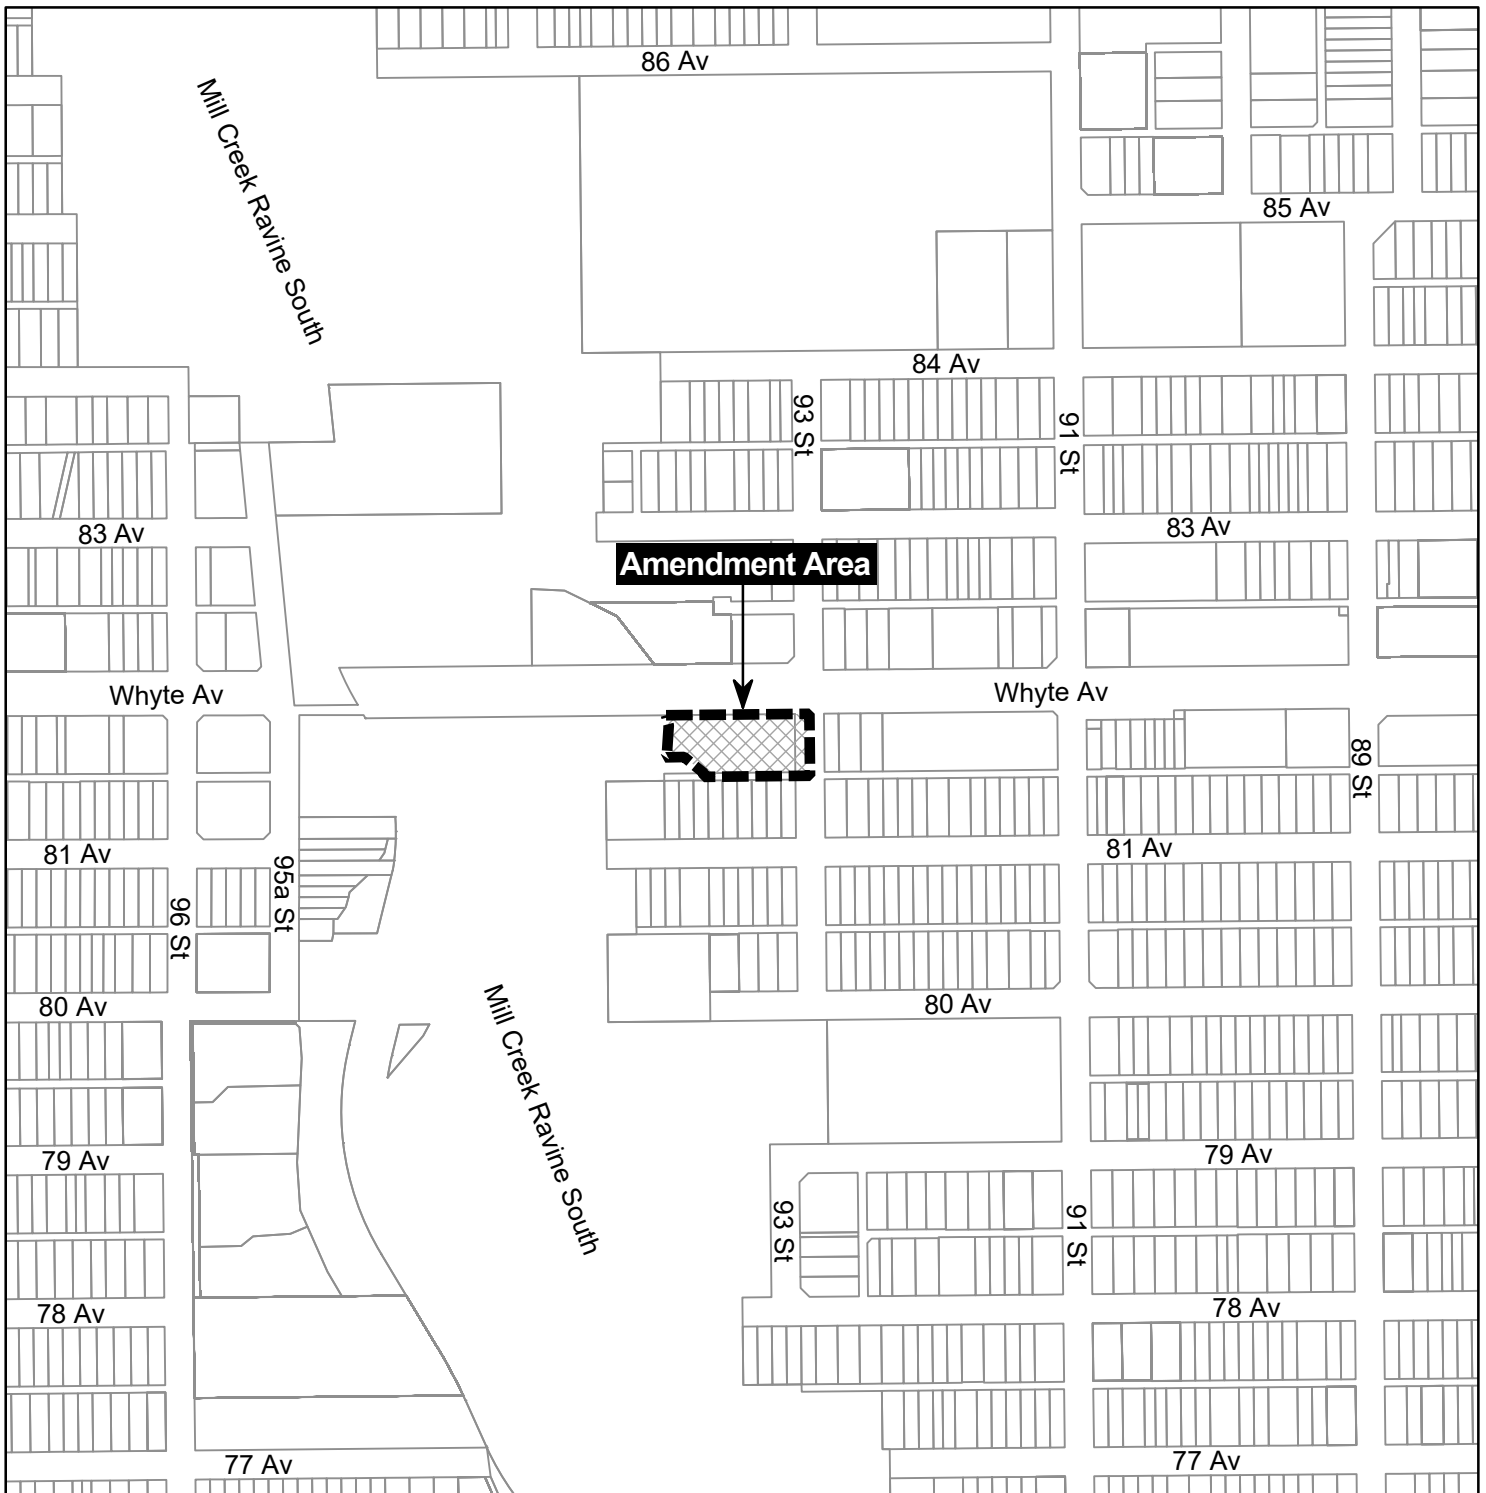 86 Av
Mill Creek Ravine South
85 Av
84 Av
93 St
91 St
83 Av
83 Av
Amendment Area
Whyte Av
Whyte Av
89 St
81 Av
81 Av
95a St
96 St
80 Av
80 Av
Mill Creek Ravine South
79 Av
79 Av
93 St
91 St
78 Av
78 Av
77 Av
77 Av